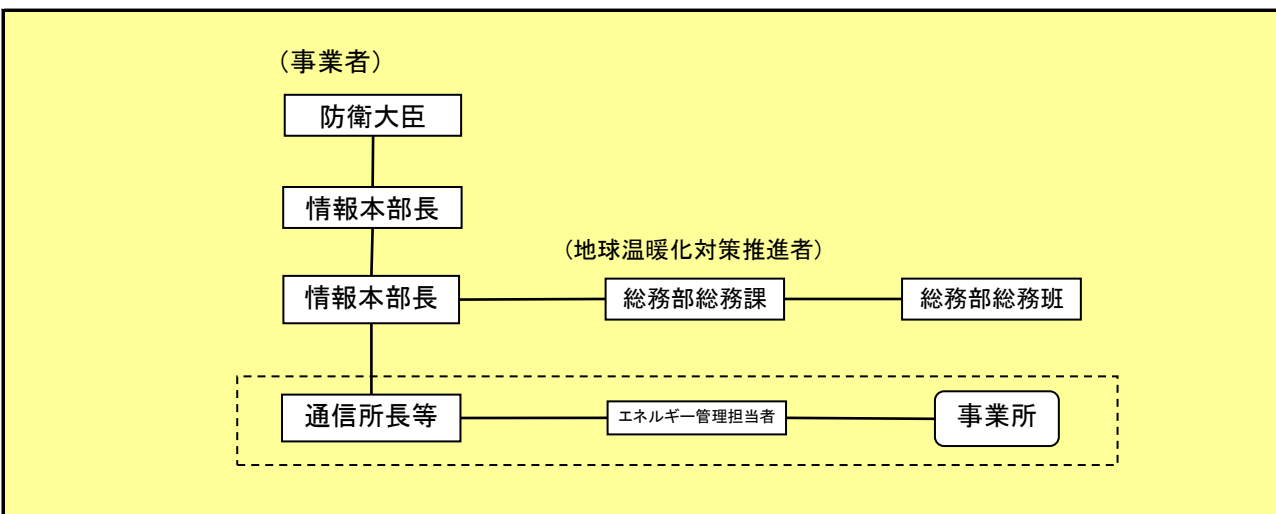 （事業者）
防衛大臣
情報本部長
（地球温暖化対策推進者）
情報本部長
総務部総務課
総務部総務班
通信所長等
エネルギー管理担当者
事業所